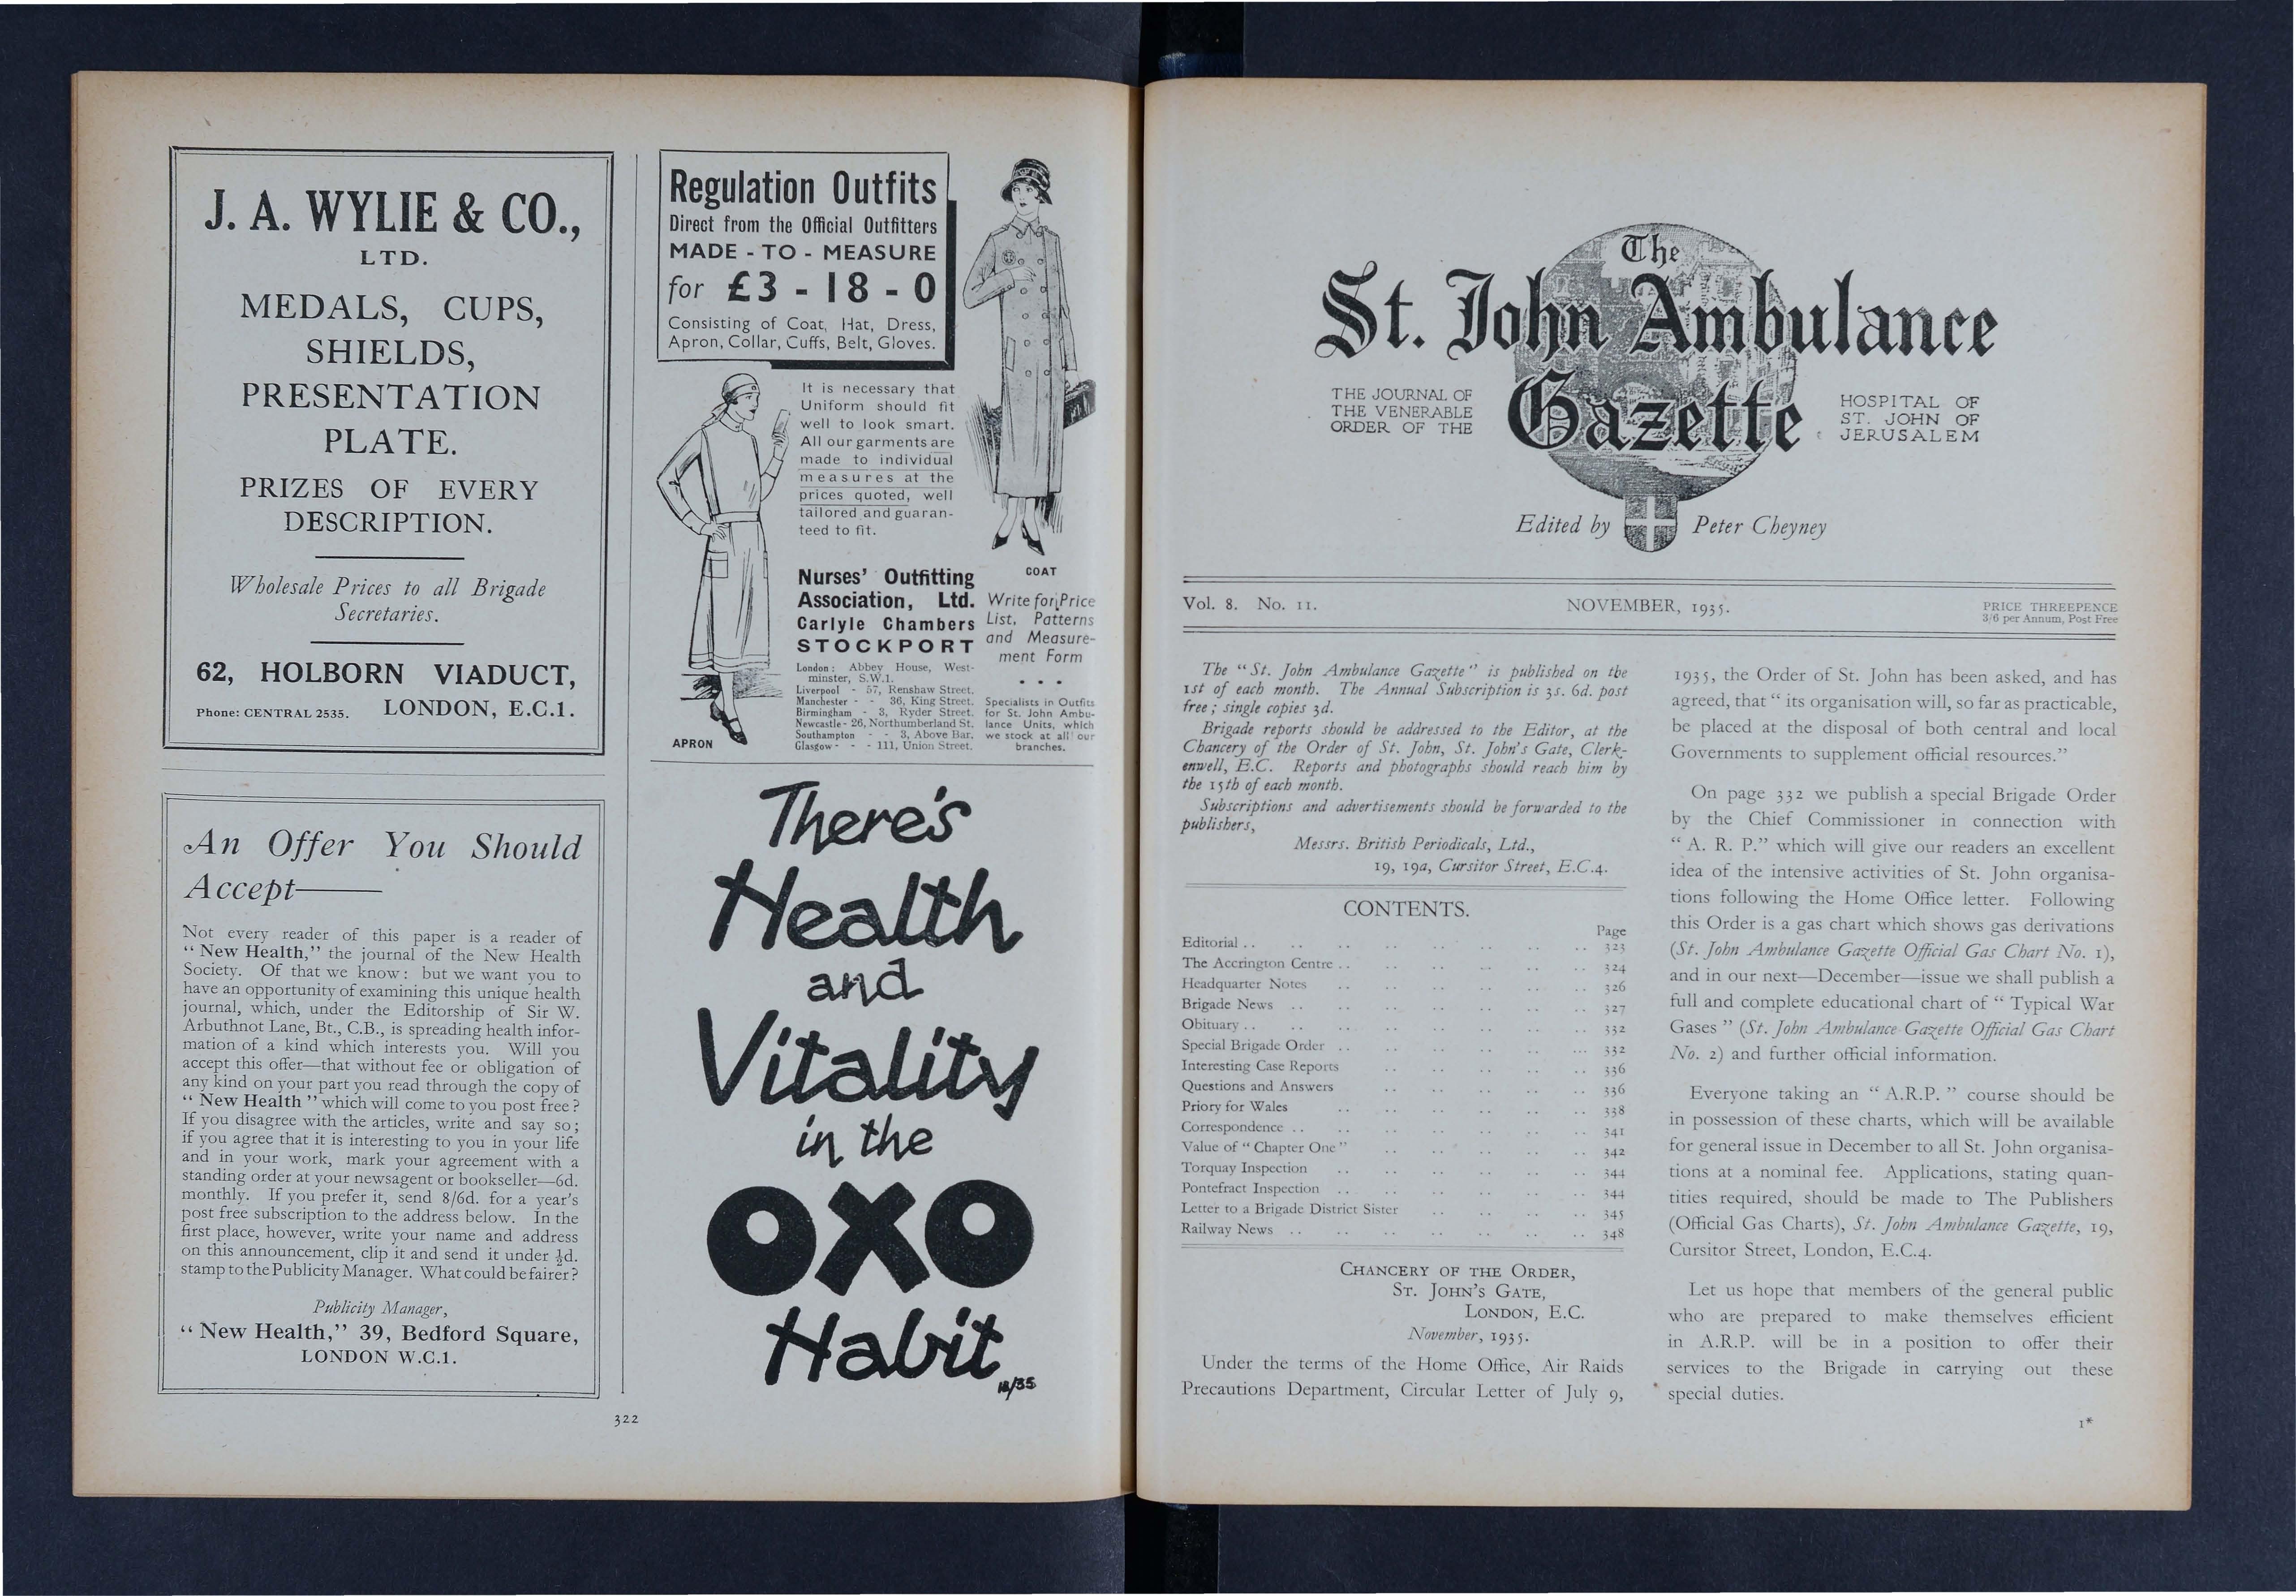 J. A. WYLIE & CO.,
LTD.
MEDALS, CUPS,
SHIELDS,
PRESENTATION
PLATE.
PRIZES OF EVERY
DESCRIPTION.
Wholesale Prices to all Brigade
Secretaries.
62, HOLBORN VIADUCT,
Phone: CENTRAL 2535. LONDON, E.C.1.
An Offer You Should
Accept——
Not every reader of this paper is a reader of
“ New Health,” the journal of the New Health
Society. Of that we know: but we want you to
have an opportunity of examining this unique health
journal, which, under the Editorship of Sir W.
Arbuthnot Lane, Bt., C.B., is spreading health infor-
mation of a kind which interests you. Will you
accept this offer—that without fee or obligation of
any kind on your part you read through the copy of
“ New Health ” which will come to you post free?
If you disagree with the articles, write and say so;
if you agree that it is interesting to you in your life
and in your work, mark your agreement with a
standing order at your newsagent or bookseller—6d.
monthly. If you prefer it, send 8/6d. for a year's
post free subscription to the address below. In the
first place, however, write your name and address
on this announcement, clip it and send it under ½d.
stamp to the Publicity Manager. What could be fairer?
Publicity Manager,
“ New Health,” 39, Bedford Square,
LONDON W.C.1.
Regulation Outfits
Direct from the Official Outfitters
MADE - TO - MEASURE
for £3 - 18 - 0
Consisting of Coat, Hat, Dress,
Apron, Collar, Cuffs, Belt, Gloves.
It is necessary that
Uniform should fit
well to look smart.
All our garments are
made to individual
measures at the
prices quoted, well
tailored and guaran-
teed to fit.
COAT
Nurses' Outfitting
Association, Ltd.
Carlyle Chambers
STOCKPORT
London: Abbey House, West-
minster, S.W.1.
Liverpool - 57, Renshaw Street.
Manchester - - 36, King Street.
Birmingham - 3, Ryder Street.
Newcastle - 26, Northumberland St.
Southampton - - 3, Above Bar.
Glasgow - - - 111, Union Street.
Write for Price
List, Patterns
and Measure-
ment Form
• • •
Specialists in Outfits
for St. John Ambu-
lance Units, which
we stock at all our
branches.
APRON
There's
Health
and
Vitality
in the
OXO
Habit
18/35
322
The
St. John Ambulance
Gazette
THE JOURNAL OF
THE VENERABLE
ORDER OF THE
HOSPITAL OF
ST. JOHN OF
JERUSALEM
Edited by Peter Cheyney
Vol. 8. No. 11. NOVEMBER, 1935. PRICE THREEPENCE
3/6 per Annum, Post Free
The “St. John Ambulance Gazette” is published on the
1st of each month. The Annual Subscription is 3s. 6d. post
free; single copies 3d.
Brigade reports should be addressed to the Editor, at the
Chancery of the Order of St. John, St. John's Gate, Clerk-
enwell, E.C. Reports and photographs should reach him by
the 15th of each month.
Subscriptions and advertisements should be forwarded to the
publishers,
Messrs. British Periodicals, Ltd.,
19, 19a, Cursitor Street, E.C.4.
CONTENTS.
Page
Editorial .. .. .. .. .. .. .. .. 323
The Accrington Centre .. .. .. .. .. .. 324
Headquarter Notes .. .. .. .. .. .. 326
Brigade News .. .. .. .. .. .. .. 327
Obituary .. .. .. .. .. .. .. .. 332
Special Brigade Order .. .. .. .. .. ... 332
Interesting Case Reports .. .. .. .. .. 336
Questions and Answers .. .. .. .. .. 336
Priory for Wales .. .. .. .. .. .. 338
Correspondence .. .. .. .. .. .. .. 341
Value of “ Chapter One ” .. .. .. .. .. 342
Torquay Inspection .. .. .. .. .. .. 344
Pontefract Inspection .. .. .. .. .. .. 344
Letter to a Brigade District Sister .. .. .. .. 345
Railway News .. .. .. .. .. .. .. 348
CHANCERY OF THE ORDER,
ST. JOHN'S GATE,
LONDON, E.C.
November, 1935.
Under the terms of the Home Office, Air Raids
Precautions Department, Circular Letter of July 9,
1935, the Order of St. John has been asked, and has
agreed, that “ its organisation will, so far as practicable,
be placed at the disposal of both central and local
Governments to supplement official resources.”
On page 332 we publish a special Brigade Order
by the Chief Commissioner in connection with
“ A. R. P.” which will give our readers an excellent
idea of the intensive activities of St. John organisa-
tions following the Home Office letter. Following
this Order is a gas chart which shows gas derivations
(St. John Ambulance Gazette Official Gas Chart No. 1),
and in our next—December—issue we shall publish a
full and complete educational chart of “ Typical War
Gases ” (St. John Ambulance Gazette Official Gas Chart
No. 2) and further official information.
Everyone taking an “ A.R.P. ” course should be
in possession of these charts, which will be available
for general issue in December to all St. John organisa-
tions at a nominal fee. Applications, stating quan-
tities required, should be made to The Publishers
(Official Gas Charts), St. John Ambulance Gazette, 19,
Cursitor Street, London, E.C.4.
Let us hope that members of the general public
who are prepared to make themselves efficient
in A.R.P. will be in a position to offer their
services to the Brigade in carrying out these
special duties.
1*